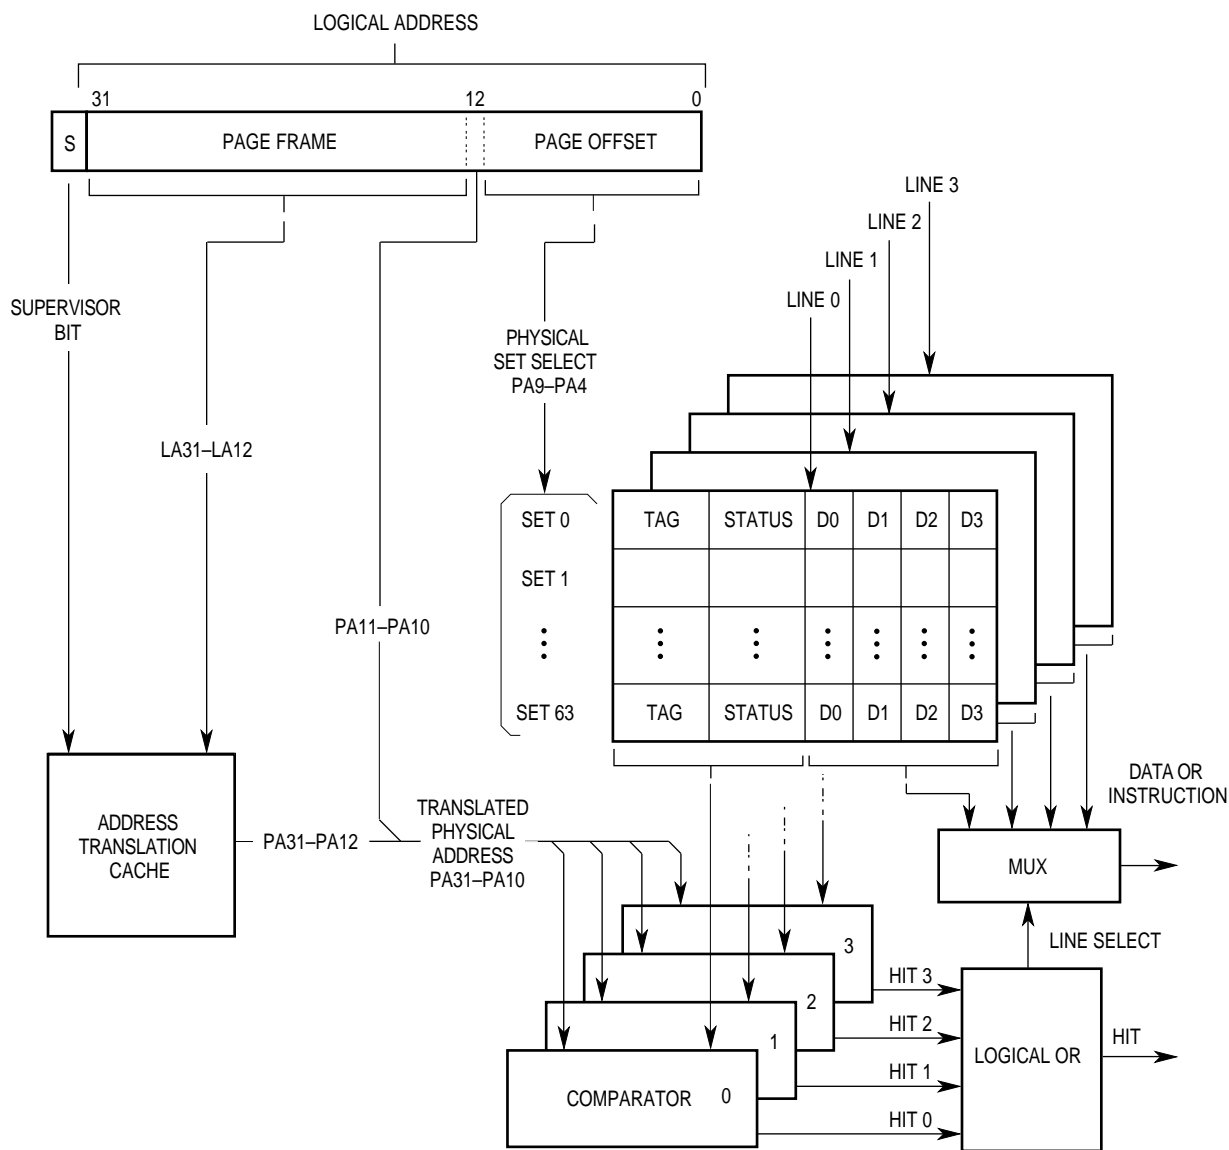 LOGICAL ADDRESS
31 12 0
S PAGE FRAME PAGE OFFSET
LINE 3
LINE 2
LINE 1
LINE 0
SUPERVISOR
BIT
PHYSICAL
SET SELECT
PA9–PA4
LA31–LA12
SET 0 TAG STATUS D0 D1 D2 D3
SET 1
PA11–PA10
SET 63 TAG STATUS D0 D1 D2 D3
DATA OR
INSTRUCTION
ADDRESS
TRANSLATION
CACHE
PA31–PA12
TRANSLATED
PHYSICAL
ADDRESS
PA31–PA10
MUX
LINE SELECT
3
2
1
COMPARATOR 0
HIT 3
HIT 2
HIT 1
HIT 0
LOGICAL OR
HIT